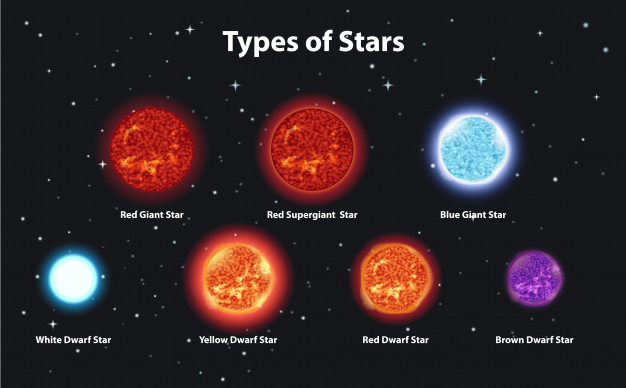 Types of Stars
Red Giant Star
Red Supergiant Star
Blue Giant Star
White Dwarf Star
Yellow Dwarf Star
Red Dwarf Star
Brown Dwarf Star